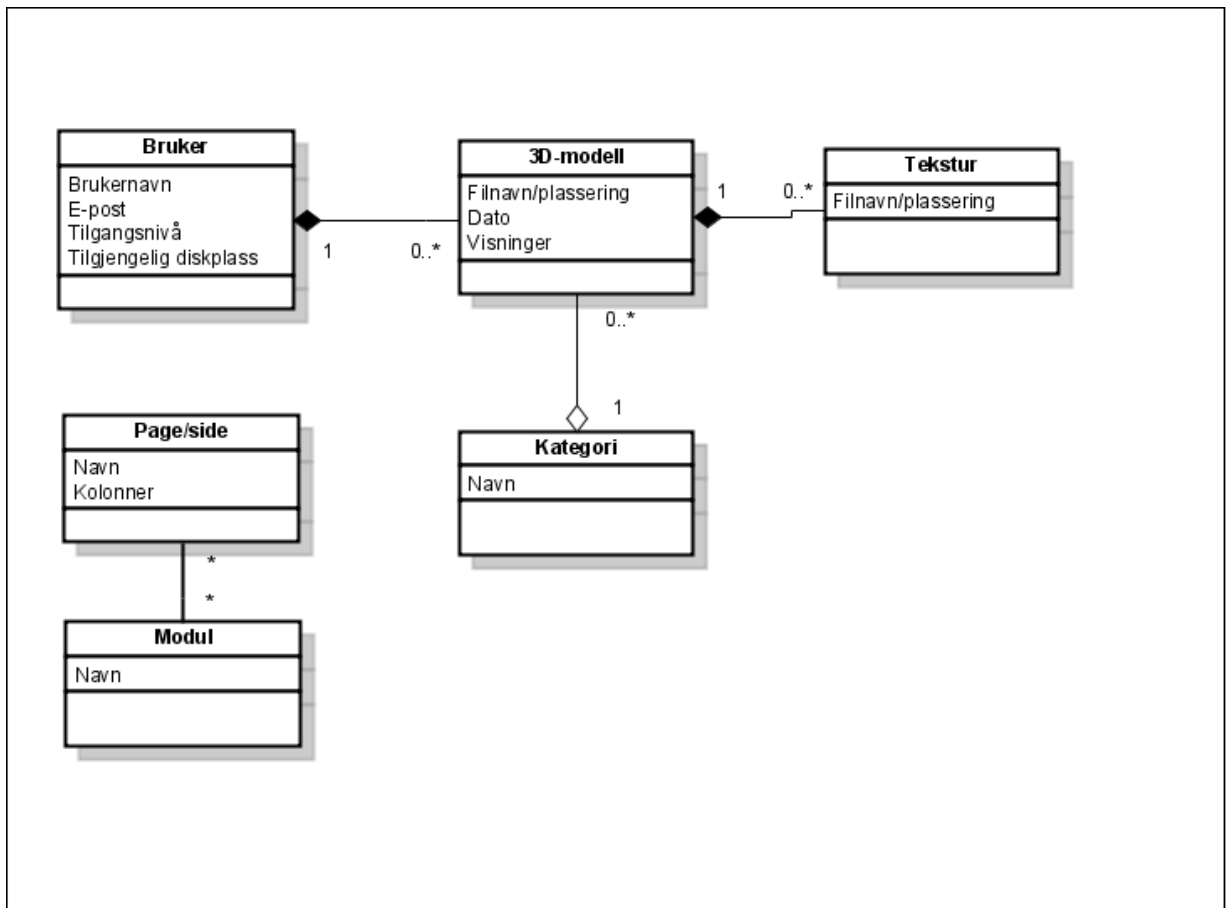 Bruker
Brukernavn
E-post
Tilgangsnivå
Tilgjengelig diskplass
1
0..*
3D-modell
Filnavn/plassering
Dato
Visninger
1
0..*
Tekstur
Filnavn/plassering
0..*
1
Kategori
Navn
Page/side
Navn
Kolonner
*
*
Modul
Navn